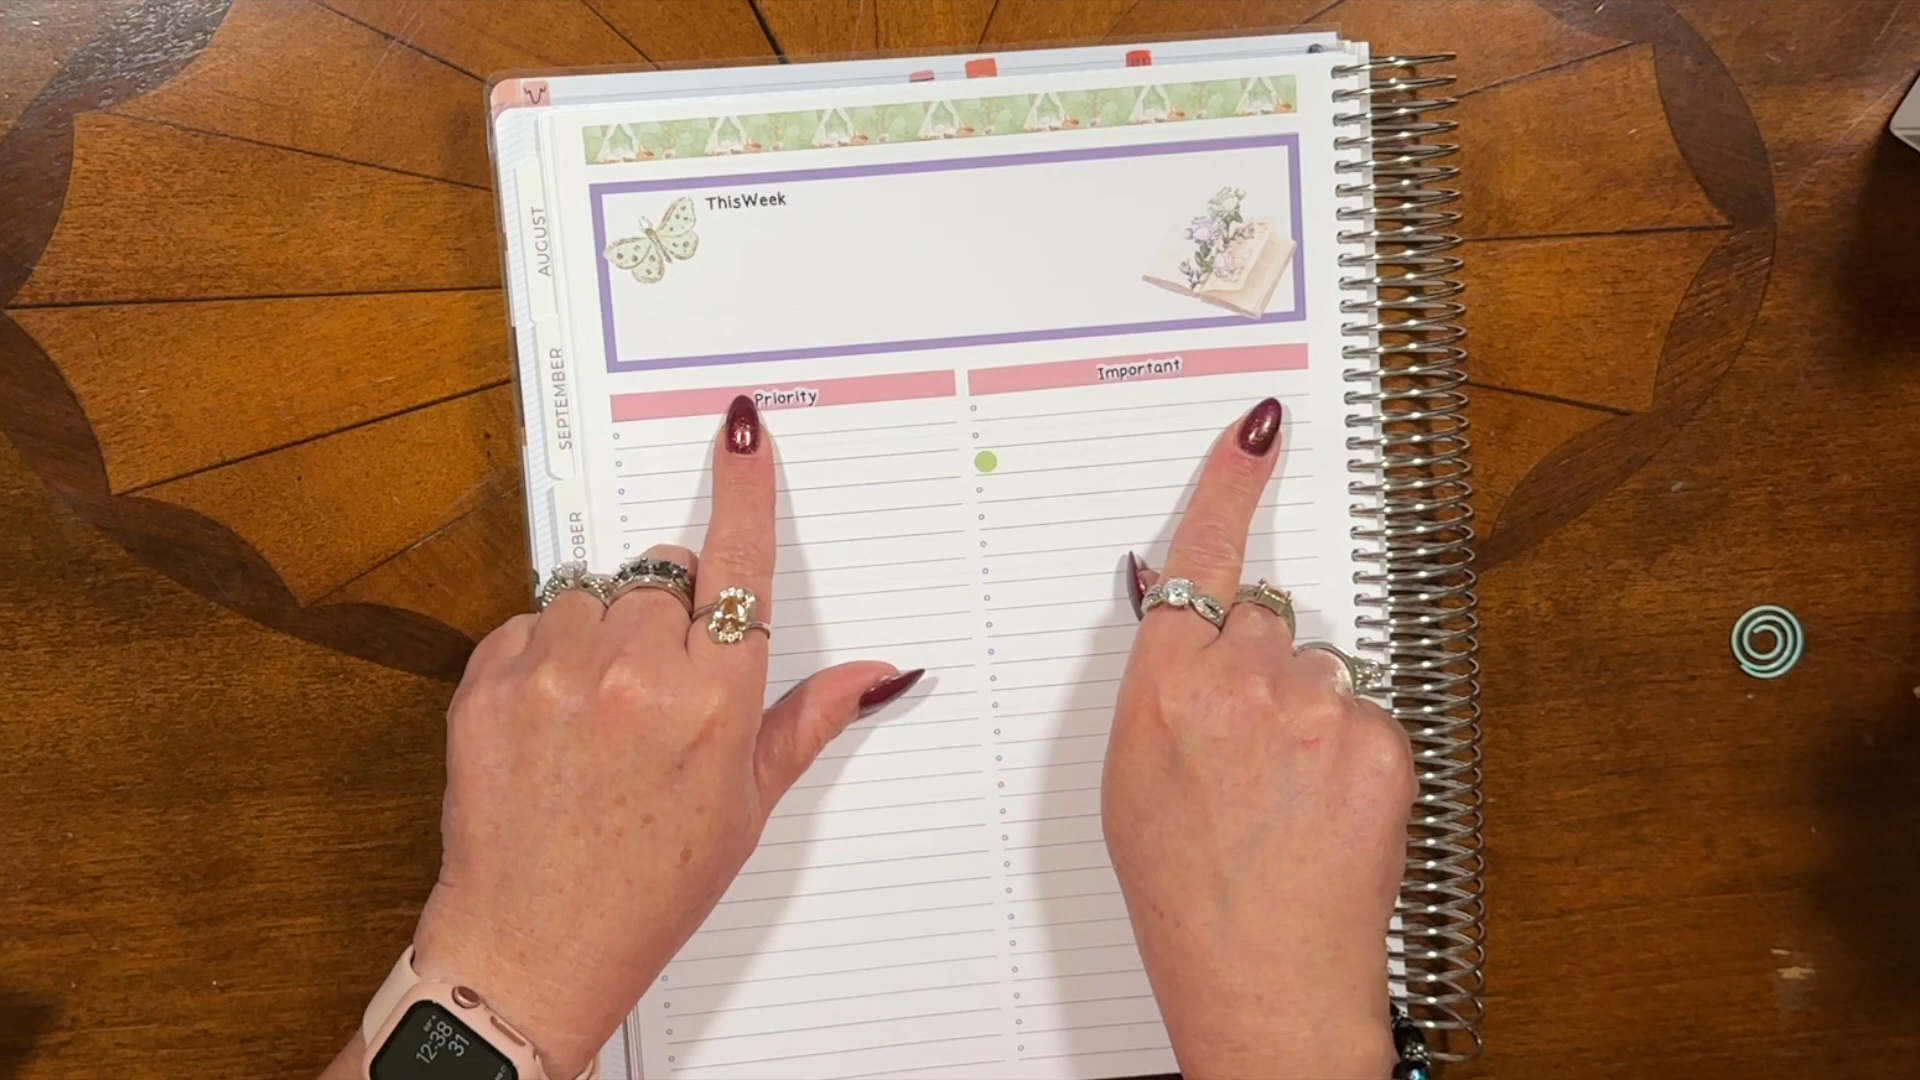 ThisWeek
Important
Priority
AUGUST
SEPTEMBER
OBER
12:38
31